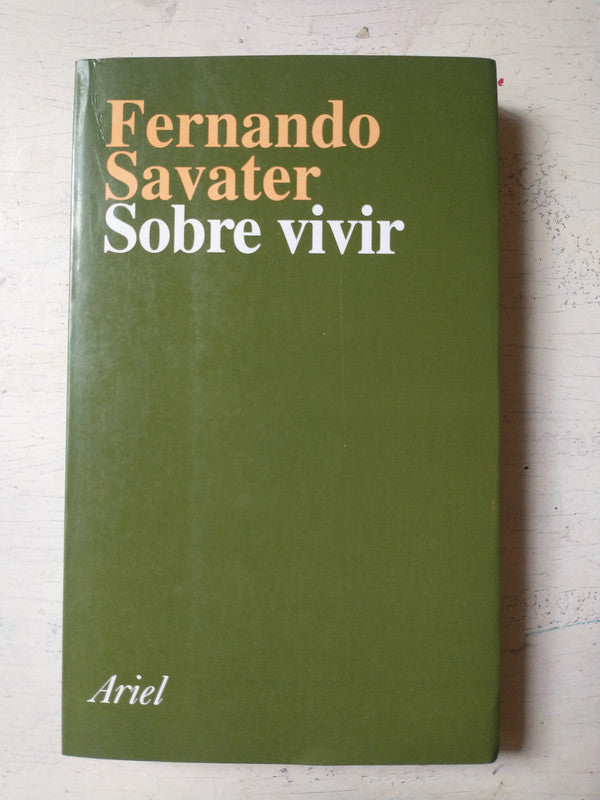 Fernando
Savater
Sobre vivir
Ariel